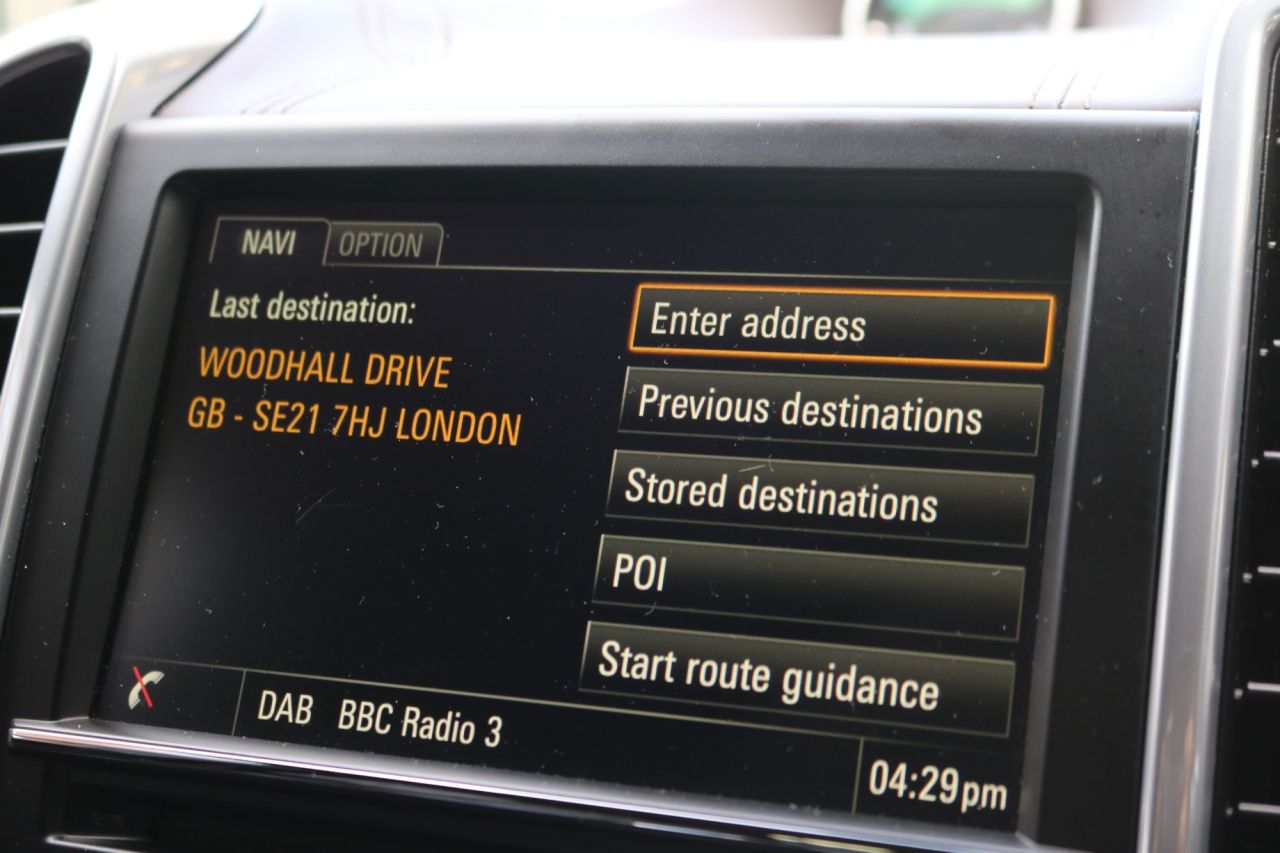 NAVI
OPTION
Last destination:
WOODHALL DRIVE
GB - SE21 7HJ LONDON
Enter address
Previous destinations
Stored destinations
POI
Start route guidance
DAB BBC Radio 3
04:29pm